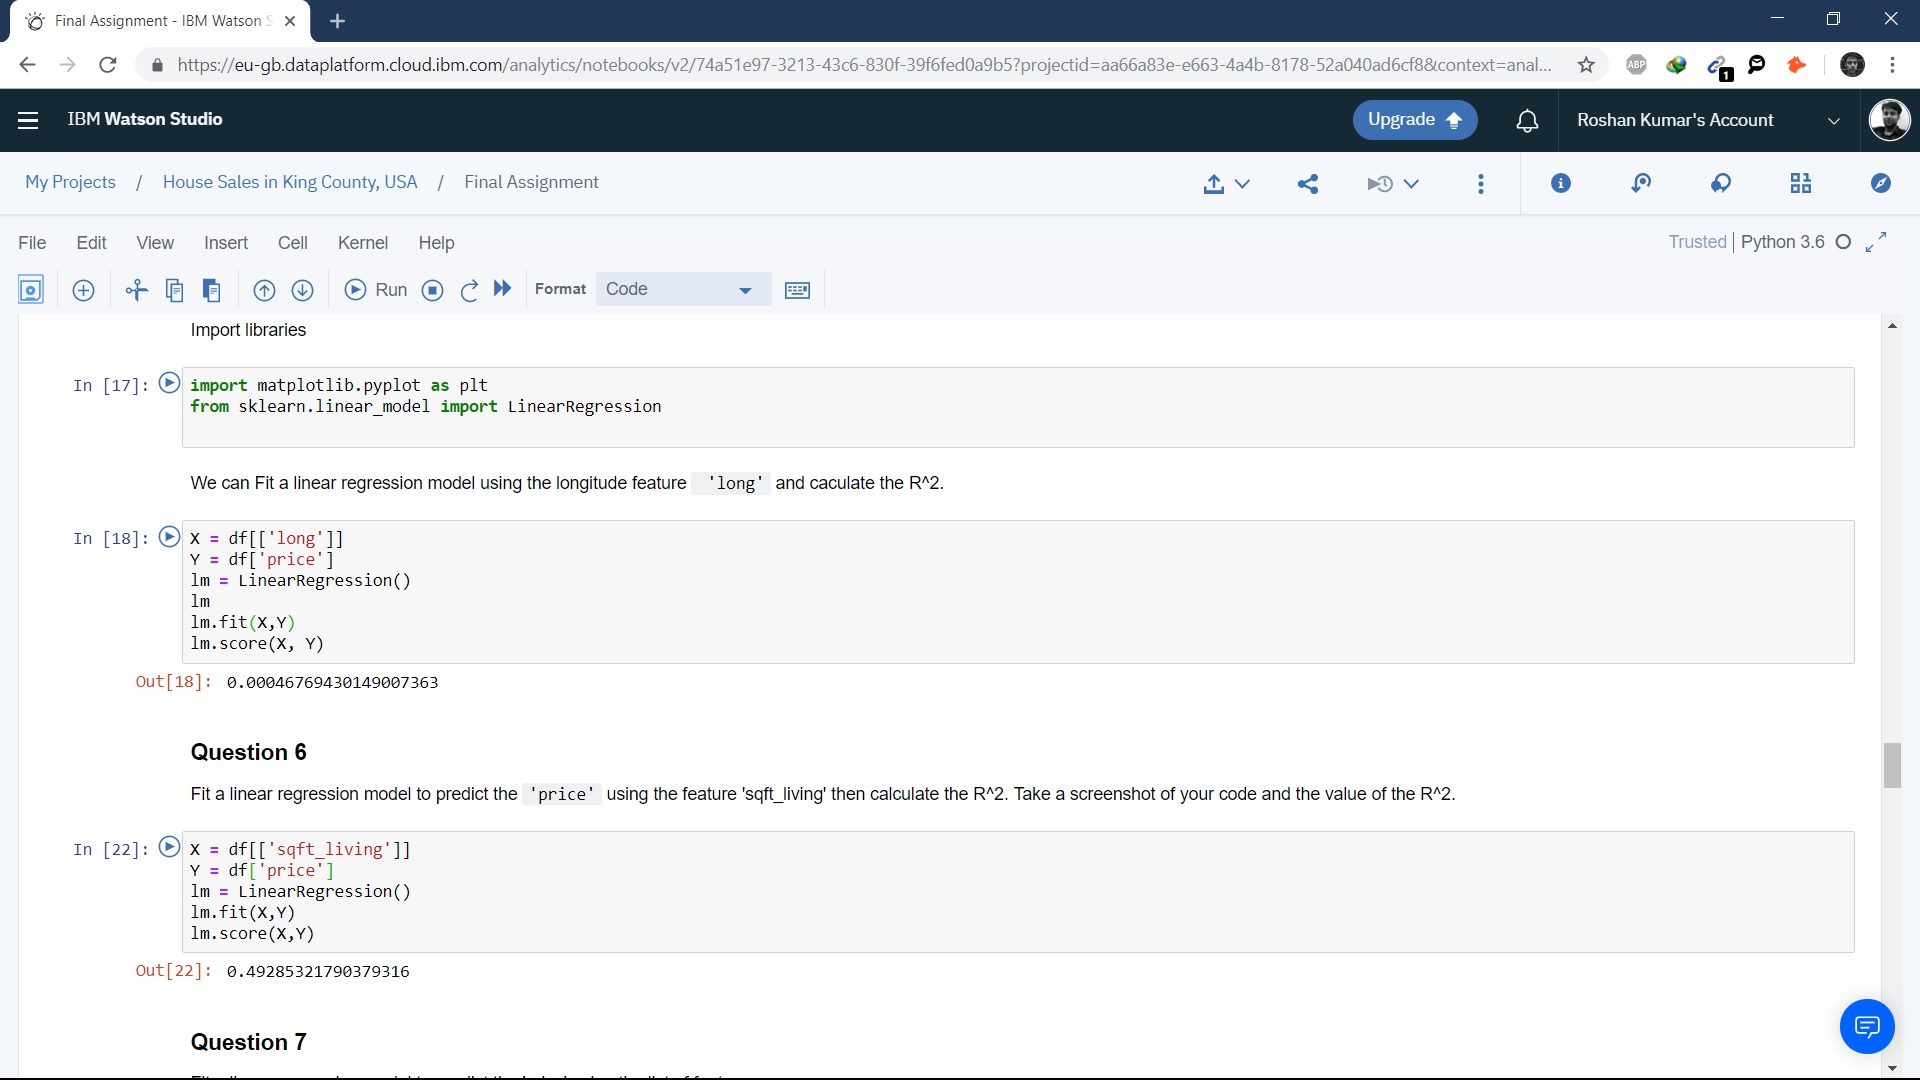 Final Assignment - IBM Watson S
https://eu-gb.dataplatform.cloud.ibm.com/analytics/notebooks/v2/74a51e97-3213-43c6-830f-39f6fed0a9b5?projectid=aa66a83e-e663-4a4b-8178-52a040ad6cf8&context=anal...
ABP
1
IBM Watson Studio
Upgrade
Roshan Kumar's Account
My Projects / House Sales in King County, USA / Final Assignment
File Edit View Insert Cell Kernel Help
Trusted | Python 3.6
Run
Format
Code
Import libraries
In [17]:
import matplotlib.pyplot as plt
from sklearn.linear_model import LinearRegression
We can Fit a linear regression model using the longitude feature 'long' and caculate the R^2.
In [18]:
X = df[['long']]
Y = df['price']
lm = LinearRegression()
lm
lm.fit(X,Y)
lm.score(X, Y)
Out[18]: 0.00046769430149007363
Question 6
Fit a linear regression model to predict the 'price' using the feature 'sqft_living' then calculate the R^2. Take a screenshot of your code and the value of the R^2.
In [22]:
X = df[['sqft_living']]
Y = df['price']
lm = LinearRegression()
lm.fit(X,Y)
lm.score(X,Y)
Out[22]: 0.49285321790379316
Question 7